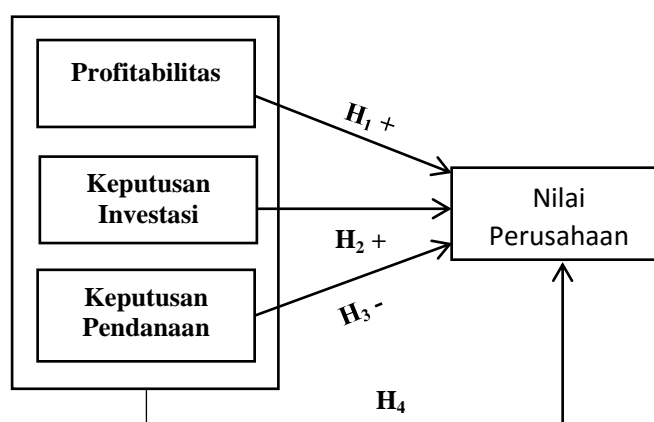 Profitabilitas
H₁ +
Keputusan
Investasi
Nilai
Perusahaan
H₂ +
Keputusan
Pendanaan
H₃ -
H₄